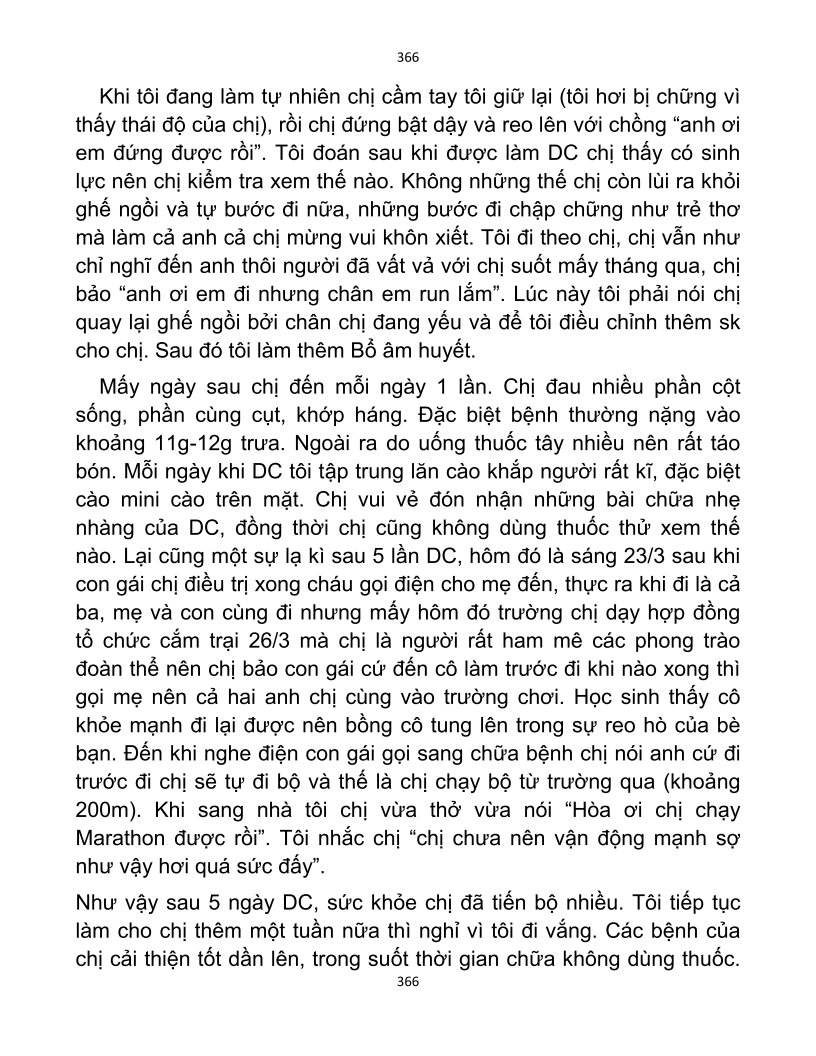 366
Khi tôi đang làm tự nhiên chị cầm tay tôi giữ lại (tôi hơi bị chững vì
thấy thái độ của chị), rồi chị đứng bật dậy và reo lên với chồng “anh ơi
em đứng được rồi”. Tôi đoán sau khi được làm DC chị thấy có sinh
lực nên chị kiểm tra xem thế nào. Không những thế chị còn lùi ra khỏi
ghế ngồi và tự bước đi nữa, những bước đi chập chững như trẻ thơ
mà làm cả anh cả chị mừng vui khôn xiết. Tôi đi theo chị, chị vẫn như
chỉ nghĩ đến anh thôi người đã vất vả với chị suốt mấy tháng qua, chị
bảo “anh ơi em đi nhưng chân em run lắm”. Lúc này tôi phải nói chị
quay lại ghế ngồi bởi chân chị đang yếu và để tôi điều chỉnh thêm sk
cho chị. Sau đó tôi làm thêm Bổ âm huyết.
Mấy ngày sau chị đến mỗi ngày 1 lần. Chị đau nhiều phần cột
sống, phần cùng cụt, khớp háng. Đặc biệt bệnh thường nặng vào
khoảng 11g-12g trưa. Ngoài ra do uống thuốc tây nhiều nên rất táo
bón. Mỗi ngày khi DC tôi tập trung lăn cào khắp người rất kĩ, đặc biệt
cào mini cào trên mặt. Chị vui vẻ đón nhận những bài chữa nhẹ
nhàng của DC, đồng thời chị cũng không dùng thuốc thử xem thế
nào. Lại cũng một sự lạ kì sau 5 lần DC, hôm đó là sáng 23/3 sau khi
con gái chị điều trị xong cháu gọi điện cho mẹ đến, thực ra khi đi là cả
ba, mẹ và con cùng đi nhưng mấy hôm đó trường chị dạy hợp đồng
tổ chức cắm trại 26/3 mà chị là người rất ham mê các phong trào
đoàn thể nên chị bảo con gái cứ đến cô làm trước đi khi nào xong thì
gọi mẹ nên cả hai anh chị cùng vào trường chơi. Học sinh thấy cô
khỏe mạnh đi lại được nên bồng cô tung lên trong sự reo hò của bè
bạn. Đến khi nghe điện con gái gọi sang chữa bệnh chị nói anh cứ đi
trước đi chị sẽ tự đi bộ và thế là chị chạy bộ từ trường qua (khoảng
200m). Khi sang nhà tôi chị vừa thở vừa nói “Hòa ơi chị chạy
Marathon được rồi”. Tôi nhắc chị “chị chưa nên vận động mạnh sợ
như vậy hơi quá sức đấy”.
Như vậy sau 5 ngày DC, sức khỏe chị đã tiến bộ nhiều. Tôi tiếp tục
làm cho chị thêm một tuần nữa thì nghỉ vì tôi đi vắng. Các bệnh của
chị cải thiện tốt dần lên, trong suốt thời gian chữa không dùng thuốc.
366